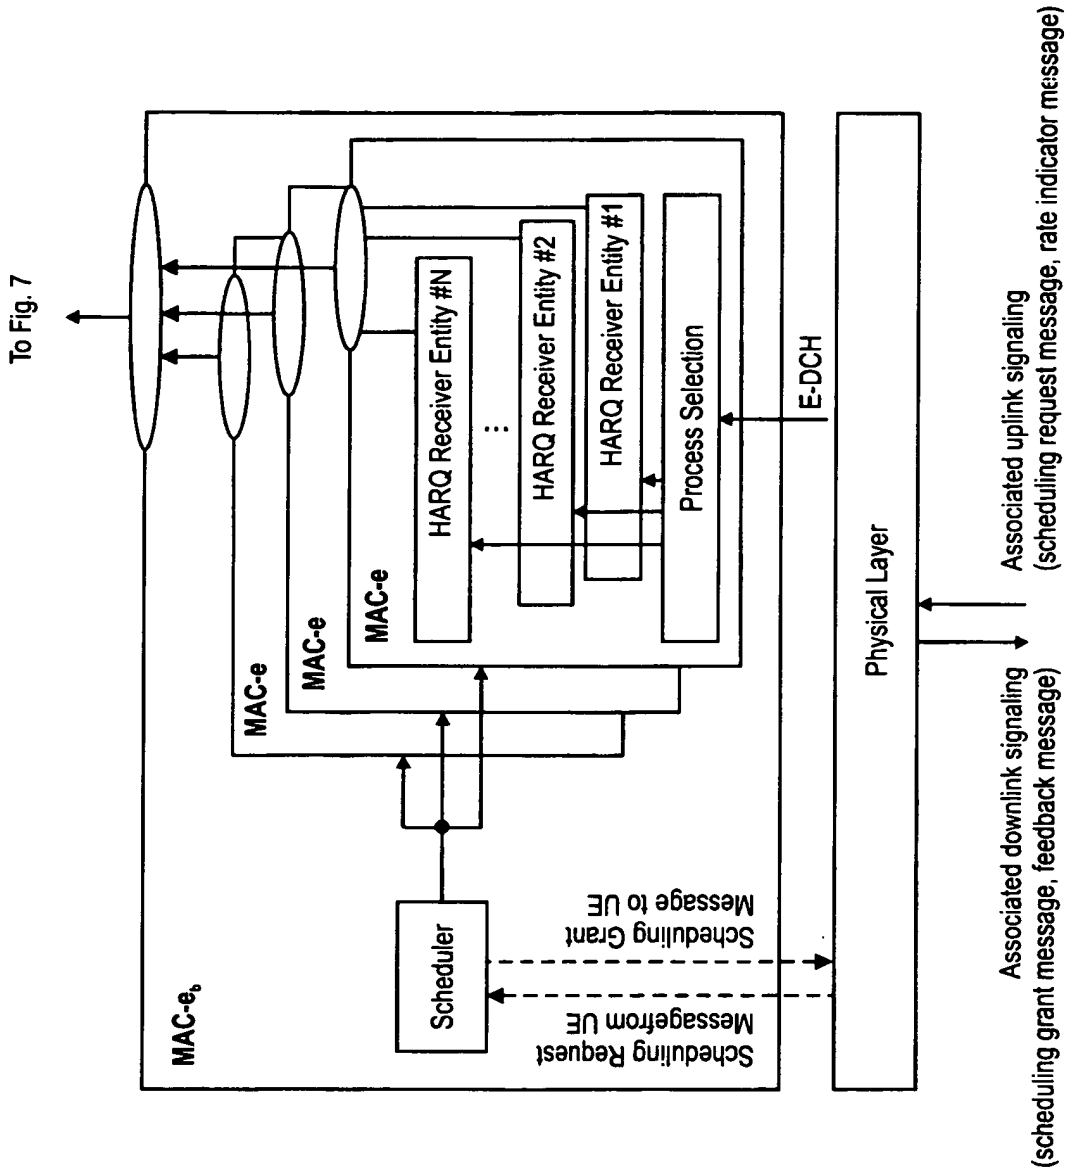 To Fig. 7
MAC-e_b
MAC-e
MAC-e
MAC-e
HARQ Receiver Entity #N
...
HARQ Receiver Entity #2
HARQ Receiver Entity #1
Process Selection
Scheduler
Scheduling Request
Messagefrom UE
Scheduling Grant
Message to UE
E-DCH
Physical Layer
Associated downlink signaling
(scheduling grant message, feedback message)
Associated uplink signaling
(scheduling request message, rate indicator message)